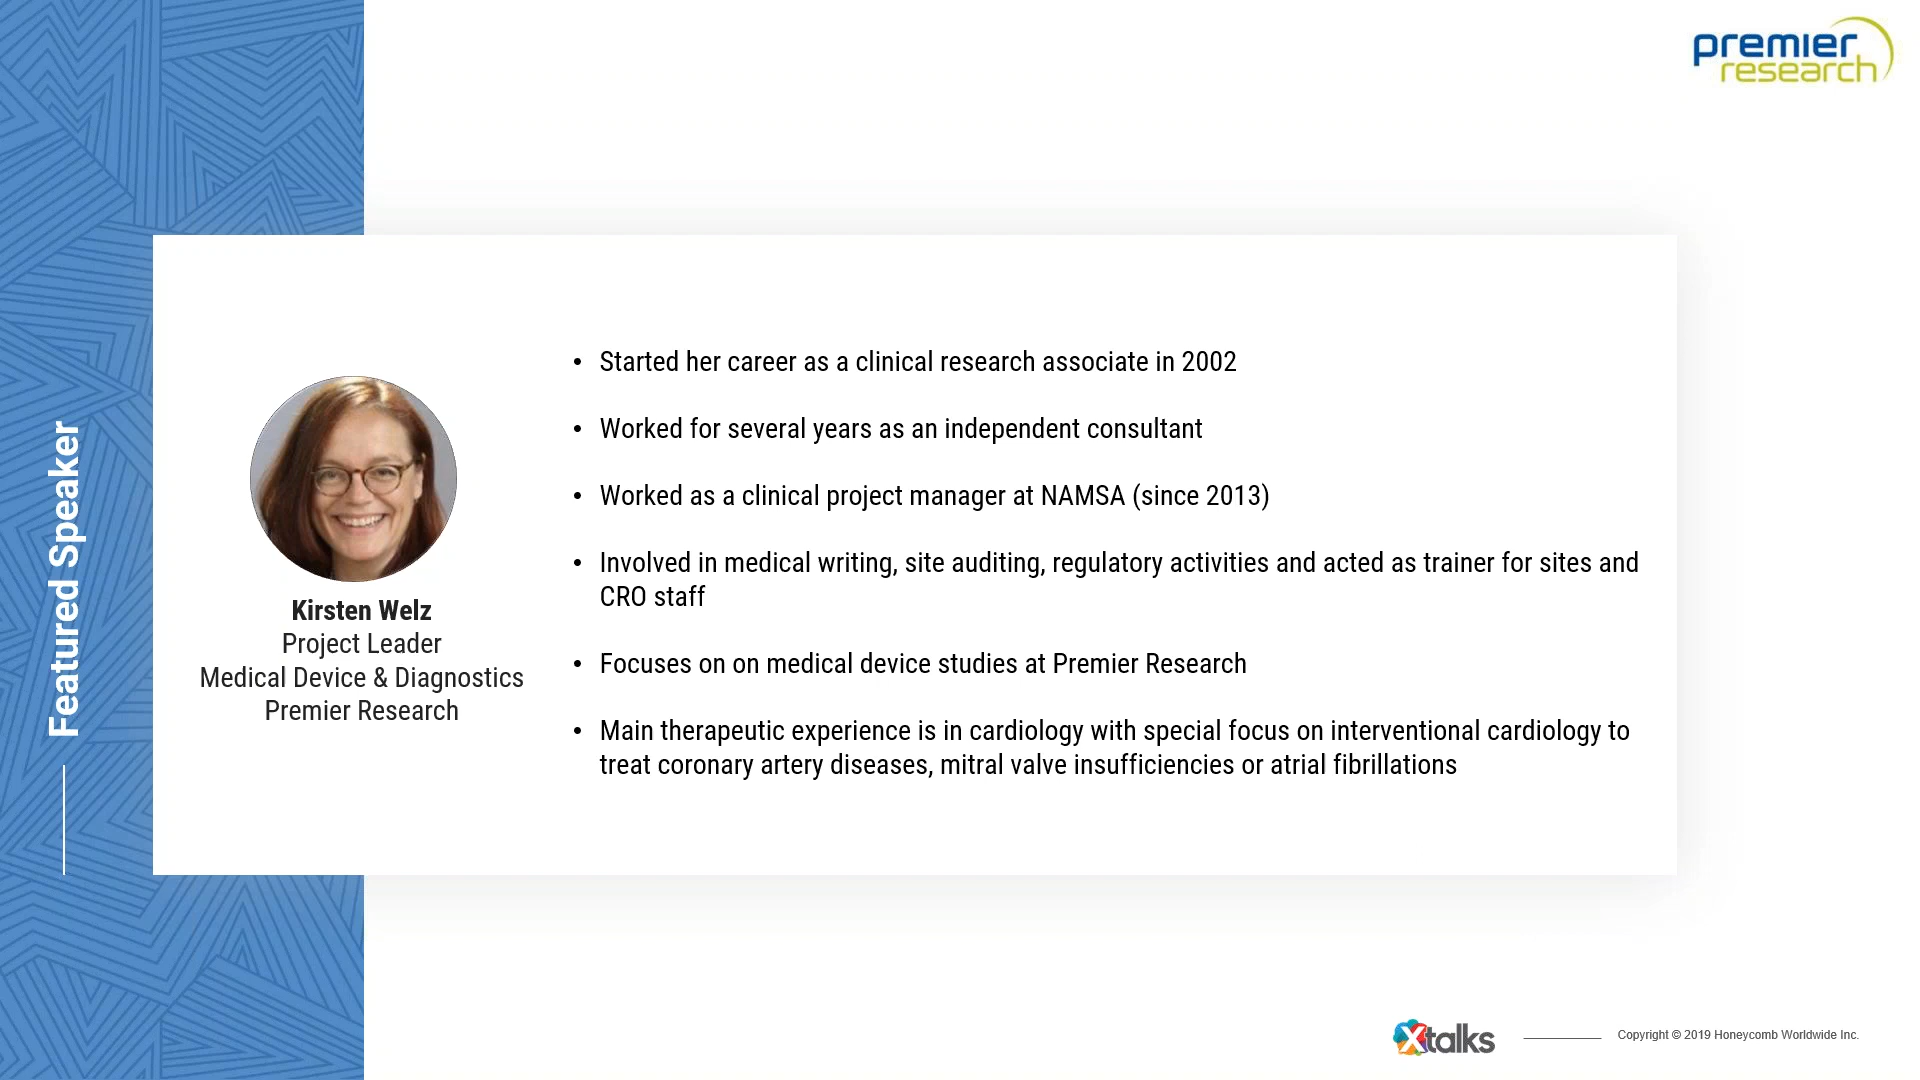 premier
research
Featured Speaker
Kirsten Welz
Project Leader
Medical Device & Diagnostics
Premier Research
• Started her career as a clinical research associate in 2002
• Worked for several years as an independent consultant
• Worked as a clinical project manager at NAMSA (since 2013)
• Involved in medical writing, site auditing, regulatory activities and acted as trainer for sites and
CRO staff
• Focuses on on medical device studies at Premier Research
• Main therapeutic experience is in cardiology with special focus on interventional cardiology to
treat coronary artery diseases, mitral valve insufficiencies or atrial fibrillations
Xtalks
Copyright © 2019 Honeycomb Worldwide Inc.